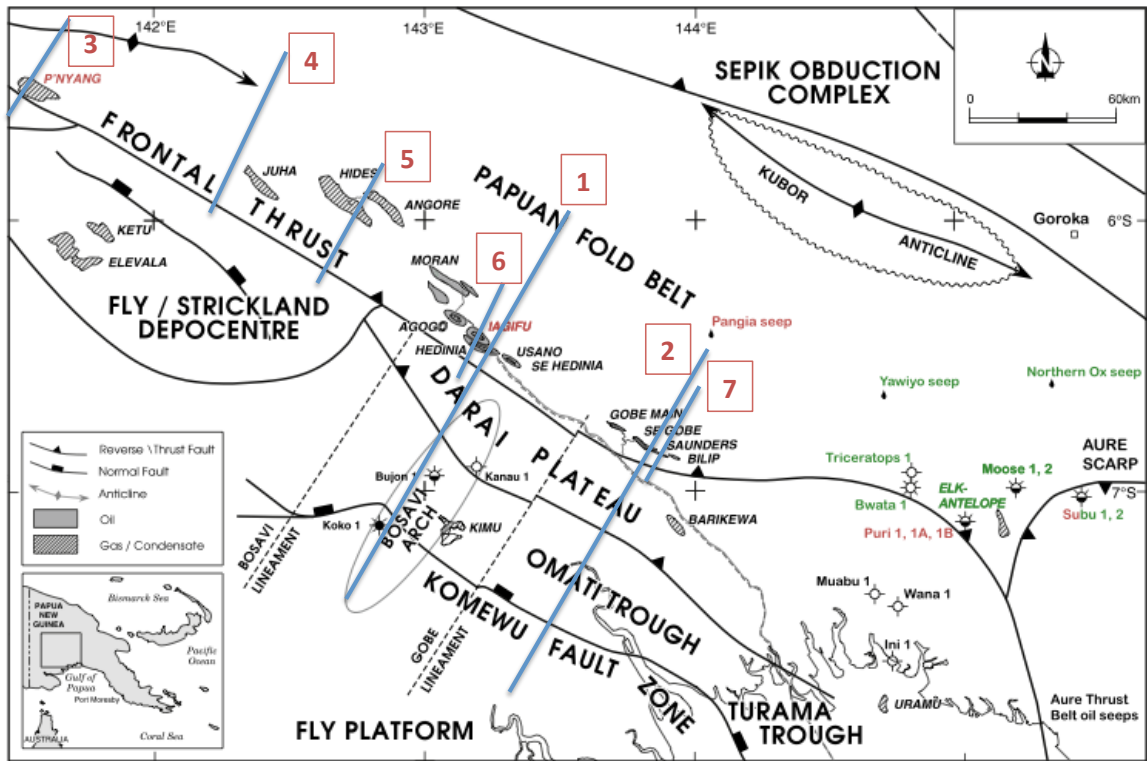 142°E
143°E
144°E
3
4
5
1
6
2
7
P'NYANG
FRONTAL
THRUST
JUHA
HIDES
ANGORE
KETU
ELEVALA
FLY / STRICKLAND
DEPOCENTRE
MORAN
AGOGO
IAGIFU
HEDINIA
USANO
SE HEDINIA
PAPUAN FOLD BELT
SEPIK OBDUCTION
COMPLEX
N
0
60km
KUBOR
ANTICLINE
Goroka
6°S
Pangia seep
Yawiyo seep
Northern Ox seep
GOBE MAIN
SE GOBE
SAUNDERS
BILIP
DARAI PLATEAU
Triceratops 1
Bwata 1
Moose 1, 2
ELK-
ANTELOPE
Puri 1, 1A, 1B
AURE
SCARP
7°S
Subu 1, 2
Bujon 1
Kanau 1
Koko 1
BOSAVI
ARCH
KIMU
BARIKEWA
BOSAVI
LINEAMENT
GOBE
LINEAMENT
OMATI TROUGH
KOMEWU FAULT ZONE
Muabu 1
Wana 1
Ini 1
URAMU
Aure Thrust
Belt oil seeps
TURAMA
TROUGH
FLY PLATFORM
Reverse \ Thrust Fault
Normal Fault
Anticline
Oil
Gas / Condensate
PAPUA
NEW
GUINEA
Bismarck Sea
Pacific
Ocean
Gulf of
Papua
Port Moresby
Coral Sea
AUSTRALIA